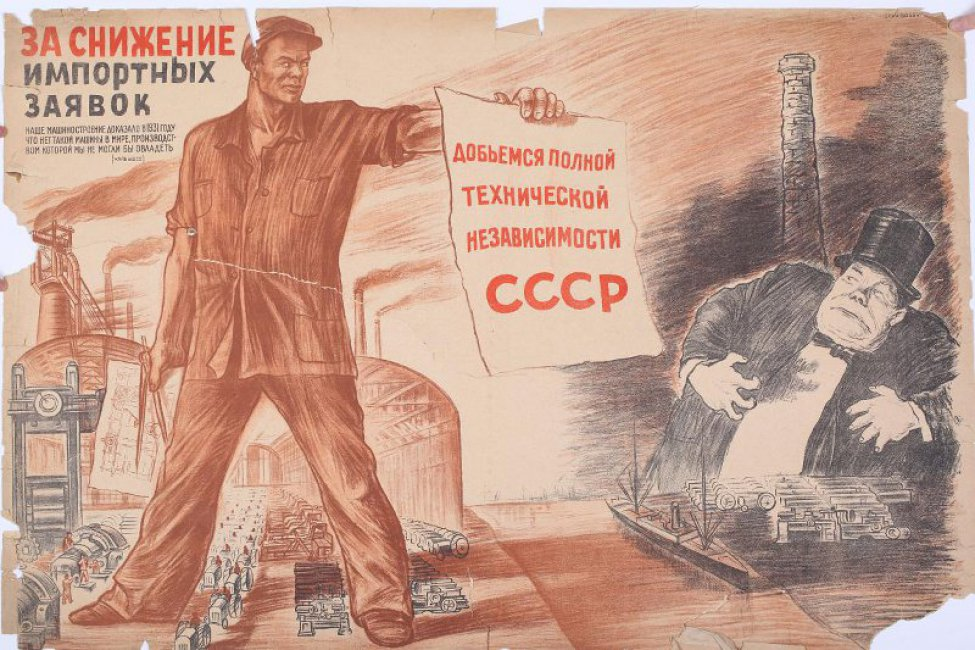 ЗА СНИЖЕНИЕ
ИМПОРТНЫХ
ЗАЯВОК
НАШЕ МАШИНОСТРОЕНИЕ ДОКАЗАЛО В 1931 ГОДУ
ЧТО НЕТ ТАКОЙ МАШИНЫ В МИРЕ, ПРОИЗВОДСТ-
ВОМ КОТОРОЙ МЫ НЕ МОГЛИ БЫ ОВЛАДЕТЬ
ДОБЬЕМСЯ ПОЛНОЙ
ТЕХНИЧЕСКОЙ
НЕЗАВИСИМОСТИ
СССР